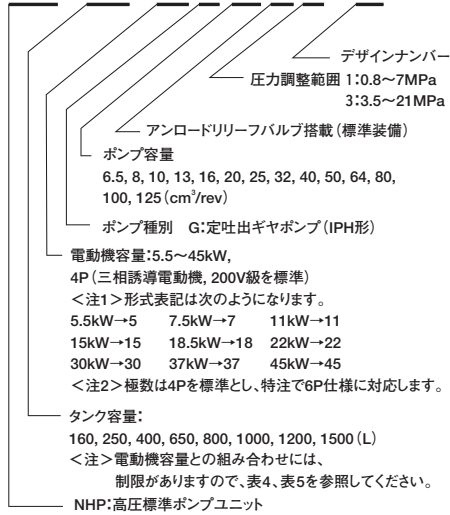 デザインナンバー
圧力調整範囲 1:0.8〜7MPa
3:3.5〜21MPa
アンロードリリーフバルブ搭載(標準装備)
ポンプ容量
6.5, 8, 10, 13, 16, 20, 25, 32, 40, 50, 64, 80,
100, 125(cm³/rev)
ポンプ種別 G:定吐出ギヤポンプ(IPH形)
電動機容量:5.5〜45kW,
4P(三相誘導電動機, 200V級を標準)
<注1>形式表記は次のようになります。
5.5kW→5 7.5kW→7 11kW→11
15kW→15 18.5kW→18 22kW→22
30kW→30 37kW→37 45kW→45
<注2>極数は4Pを標準とし、特注で6P仕様に対応します。
タンク容量:
160, 250, 400, 650, 800, 1000, 1200, 1500(L)
<注>電動機容量との組み合わせには、
制限がありますので、表4、表5を参照してください。
NHP:高圧標準ポンプユニット